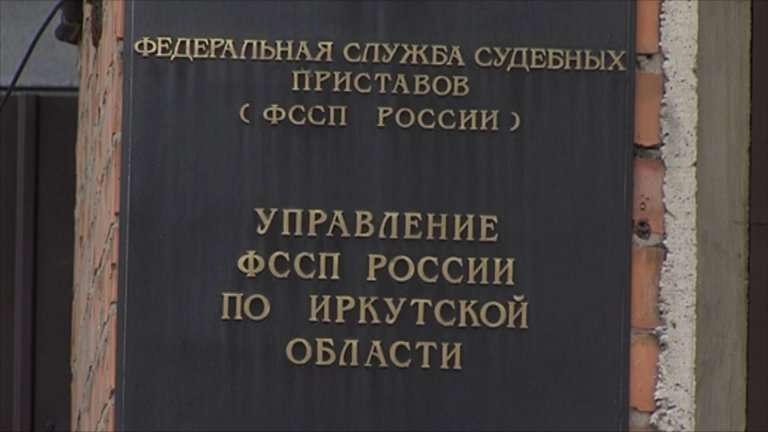 ФЕДЕРАЛЬНАЯ СЛУЖБА СУДЕБНЫХ
ПРИСТАВОВ
( ФССП РОССИИ )
УПРАВЛЕНИЕ
ФССП РОССИИ
ПО ИРКУТСКОЙ
ОБЛАСТИ